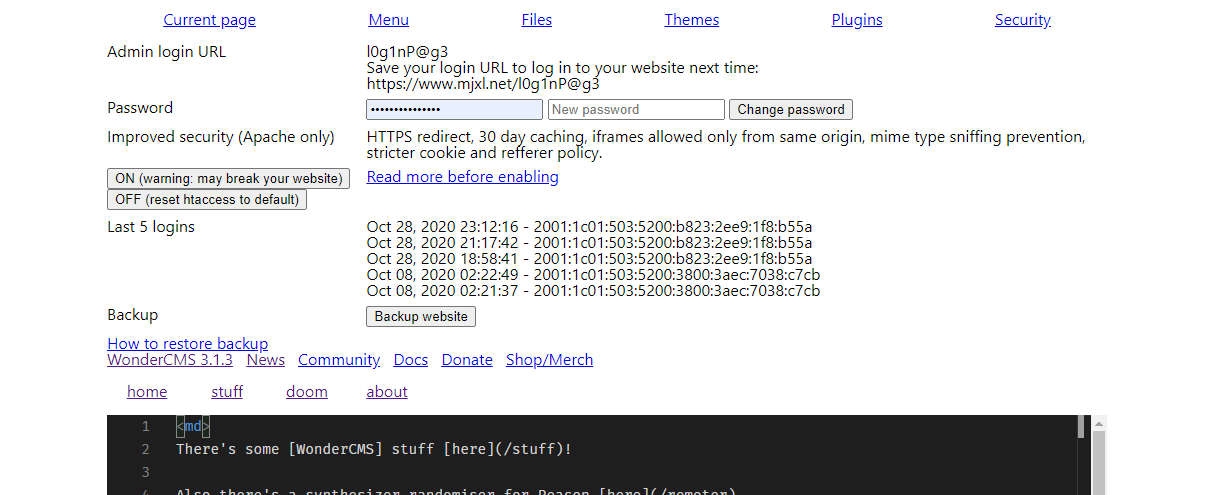 Current page Menu Files Themes Plugins Security
Admin login URL l0g1nP@g3
Save your login URL to log in to your website next time:
https://www.mjxl.net/l0g1nP@g3
Password •••••••••••••• New password Change password
Improved security (Apache only) HTTPS redirect, 30 day caching, iframes allowed only from same origin, mime type sniffing prevention,
stricter cookie and refferer policy.
ON (warning: may break your website) Read more before enabling
OFF (reset htaccess to default)
Last 5 logins Oct 28, 2020 23:12:16 - 2001:1c01:503:5200:b823:2ee9:1f8:b55a
Oct 28, 2020 21:17:42 - 2001:1c01:503:5200:b823:2ee9:1f8:b55a
Oct 28, 2020 18:58:41 - 2001:1c01:503:5200:b823:2ee9:1f8:b55a
Oct 08, 2020 02:22:49 - 2001:1c01:503:5200:3800:3aec:7038:c7cb
Oct 08, 2020 02:21:37 - 2001:1c01:503:5200:3800:3aec:7038:c7cb
Backup Backup website
How to restore backup
WonderCMS 3.1.3 News Community Docs Donate Shop/Merch
home stuff doom about
1 <md>
2 There's some [WonderCMS] stuff [here](/stuff)!
3
4 Also there's a synthesizer randomiser for Reason [here](/remoter)